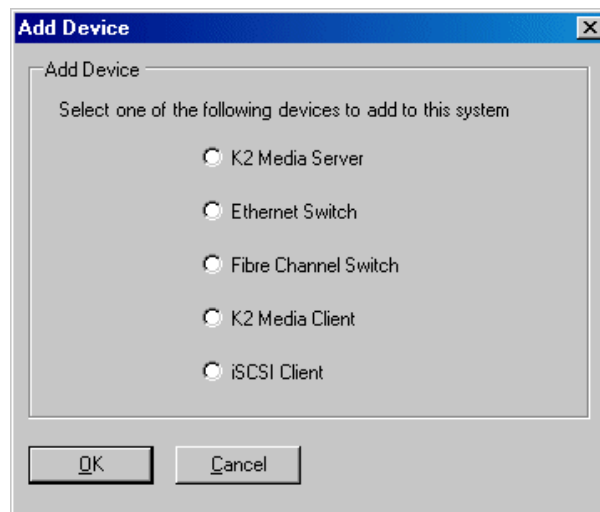 Add Device
Add Device
Select one of the following devices to add to this system
K2 Media Server
Ethernet Switch
Fibre Channel Switch
K2 Media Client
iSCSI Client
OK
Cancel